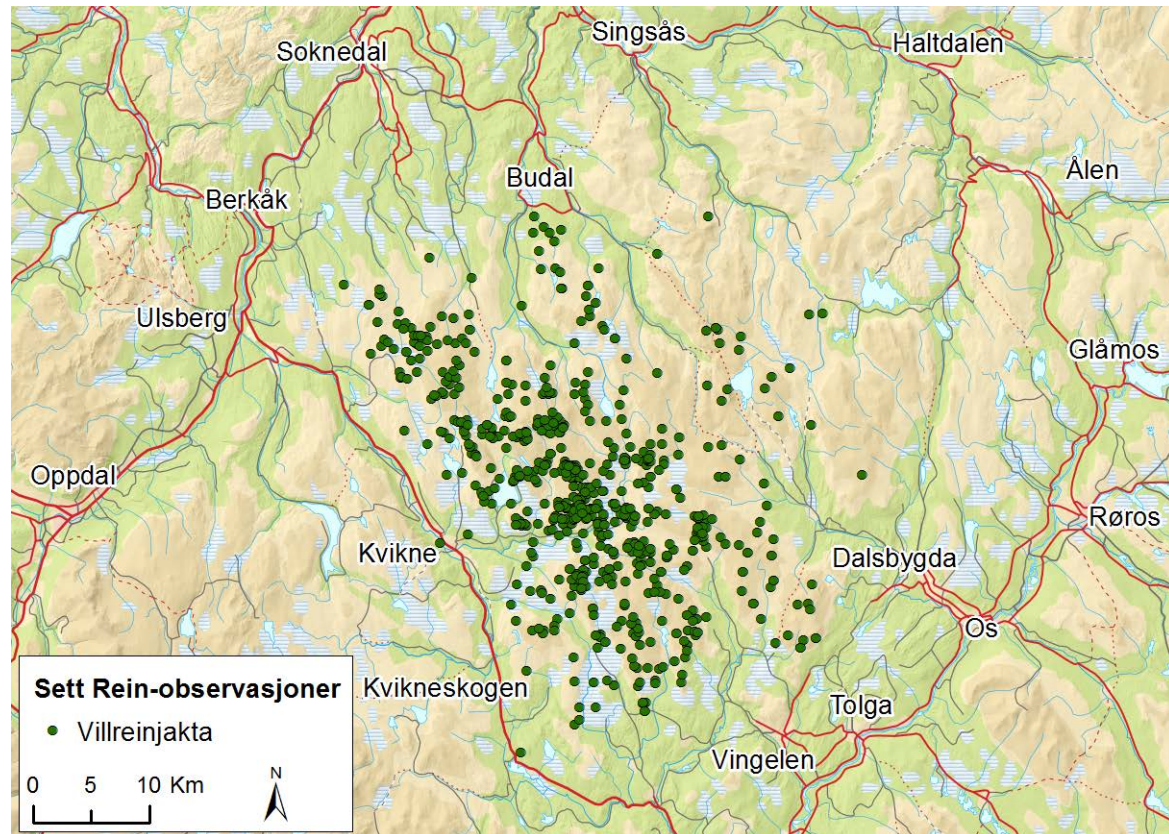 Singsås
Soknedal
Haltdalen
Budal
Ålen
Berkåk
Ulsberg
Glåmos
Oppdal
Røros
Kvikne
Dalsbygda
Os
Kvikneskogen
Tolga
Vingelen
Sett Rein-observasjoner
Villreinjakta
0 5 10 Km
N